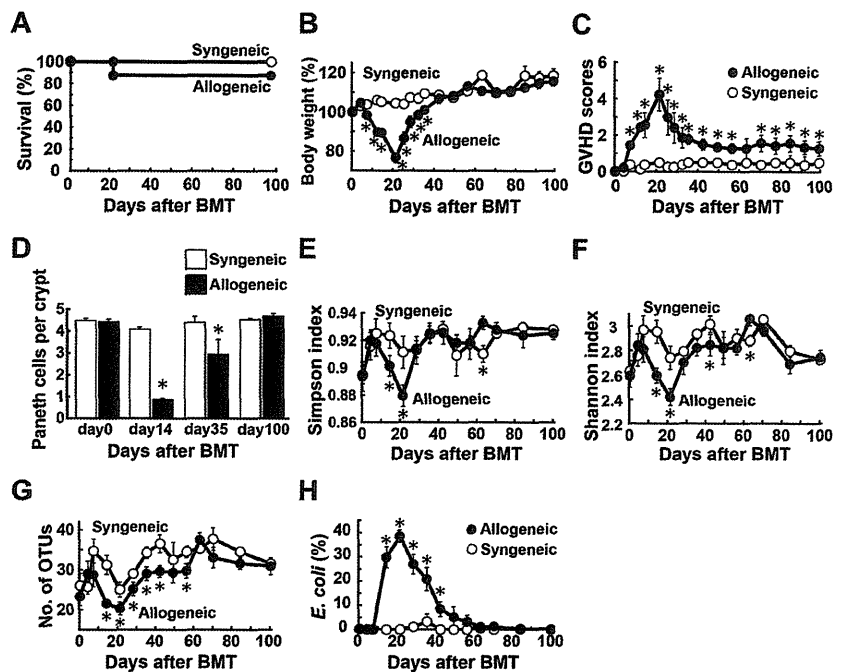 A
Survival (%)
100
80
60
40
20
0
Syngeneic
Allogeneic
0 20 40 60 80 100
Days after BMT
B
Body weight (%)
120
100
80
Syngeneic
*
*
*
*
*
*
*
*
Allogeneic
0 20 40 60 80 100
Days after BMT
C
GVHD scores
6
4
2
0
Allogeneic
Syngeneic
* * * * * * * * * * * * * * * *
0 20 40 60 80 100
Days after BMT
D
Syngeneic
Allogeneic
Paneth cells per crypt
5
4
3
2
1
0
*
*
day0 day14 day35 day100
Days after BMT
E
Simpson index
0.94
0.92
0.9
0.88
0.86
Syngeneic
Allogeneic
* * *
0 20 40 60 80 100
Days after BMT
F
Shannon index
3
2.8
2.6
2.4
2.2
Syngeneic
Allogeneic
* * * *
0 20 40 60 80 100
Days after BMT
G
No. of OTUs
40
30
20
Syngeneic
Allogeneic
* * * * * * *
0 20 40 60 80 100
Days after BMT
H
E. coli (%)
40
30
20
10
0
Allogeneic
Syngeneic
* * * * *
0 20 40 60 80 100
Days after BMT